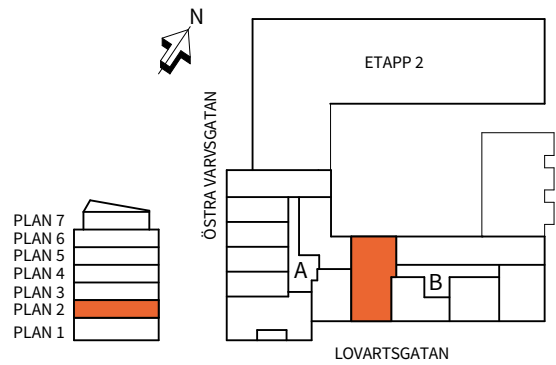 N
ETAPP 2
ÖSTRA VARVSGATAN
PLAN 7
PLAN 6
PLAN 5
PLAN 4
PLAN 3
PLAN 2
PLAN 1
A
B
LOVARTSGATAN